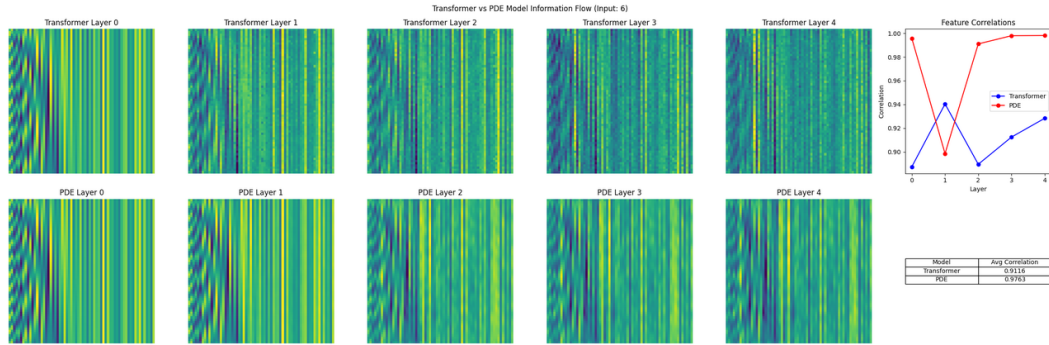 Transformer vs PDE Model Information Flow (Input: 6)
Transformer Layer 0
Transformer Layer 1
Transformer Layer 2
Transformer Layer 3
Transformer Layer 4
Feature Correlations
1.00
0.98
0.96
0.94
0.92
0.90
Correlation
Transformer
PDE
0 1 2 3 4
Layer
PDE Layer 0
PDE Layer 1
PDE Layer 2
PDE Layer 3
PDE Layer 4
Model Avg Correlation
Transformer 0.9116
PDE 0.9763